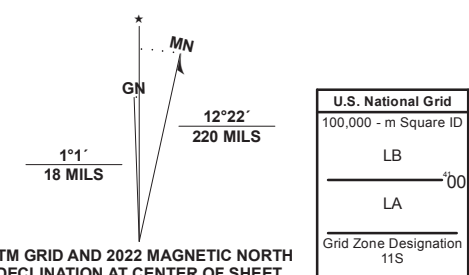 ★
MN
GN
12°22´
220 MILS
1°1´
18 MILS
TM GRID AND 2022 MAGNETIC NORTH
DECLINATION AT CENTER OF SHEET
U.S. National Grid
100,000 - m Square ID
LB
4100
LA
Grid Zone Designation
11S